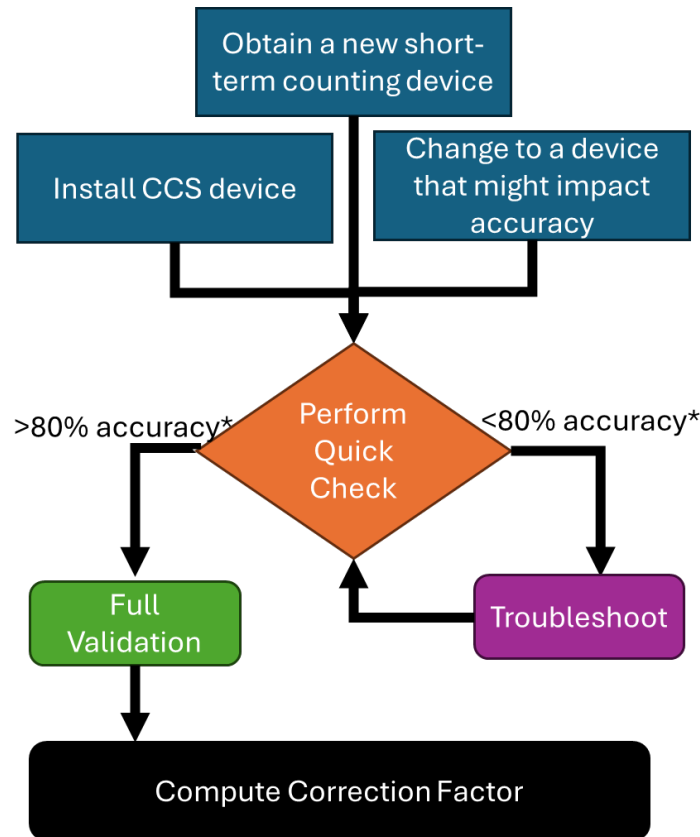 Obtain a new short-
term counting device
Install CCS device
Change to a device
that might impact
accuracy
>80% accuracy*
Perform
Quick
Check
<80% accuracy*
Full
Validation
Troubleshoot
Compute Correction Factor